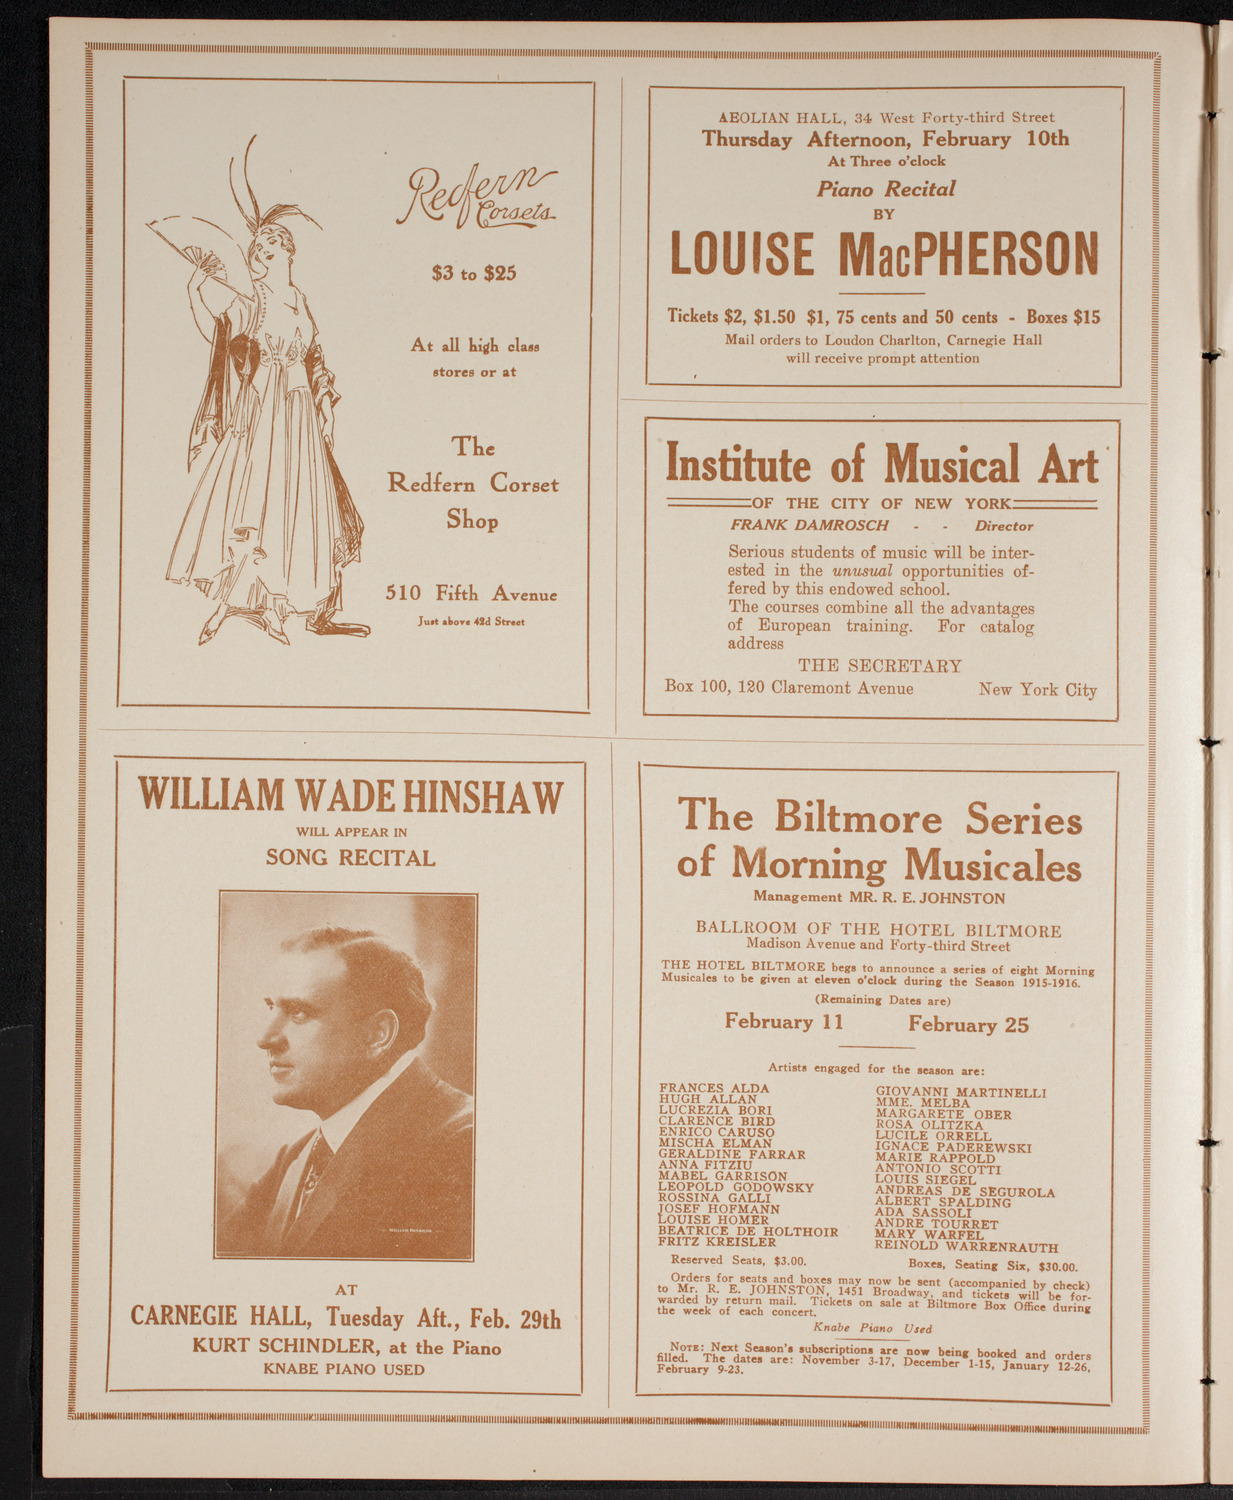 Redfern
Corsets
$3 to $25
At all high class
stores or at
The
Redfern Corset
Shop
510 Fifth Avenue
Just above 42d Street
AEOLIAN HALL, 34 West Forty-third Street
Thursday Afternoon, February 10th
At Three o'clock
Piano Recital
BY
LOUISE MacPHERSON
Tickets $2, $1.50 $1, 75 cents and 50 cents - Boxes $15
Mail orders to Loudon Charlton, Carnegie Hall
will receive prompt attention
Institute of Musical Art
OF THE CITY OF NEW YORK
FRANK DAMROSCH - - Director
Serious students of music will be inter-
ested in the unusual opportunities of-
fered by this endowed school.
The courses combine all the advantages
of European training. For catalog
address
THE SECRETARY
Box 100, 120 Claremont Avenue New York City
WILLIAM WADE HINSHAW
WILL APPEAR IN
SONG RECITAL
AT
CARNEGIE HALL, Tuesday Aft., Feb. 29th
KURT SCHINDLER, at the Piano
KNABE PIANO USED
The Biltmore Series
of Morning Musicales
Management MR. R. E. JOHNSTON
BALLROOM OF THE HOTEL BILTMORE
Madison Avenue and Forty-third Street
THE HOTEL BILTMORE begs to announce a series of eight Morning
Musicales to be given at eleven o'clock during the Season 1915-1916.
(Remaining Dates are)
February 11 February 25
Artists engaged for the season are:
FRANCES ALDA
HUGH ALLAN
LUCREZIA BORI
CLARENCE BIRD
ENRICO CARUSO
MISCHA ELMAN
GERALDINE FARRAR
ANNA FITZIU
MABEL GARRISON
LEOPOLD GODOWSKY
ROSSINA GALLI
JOSEF HOFMANN
LOUISE HOMER
BEATRICE DE HOLTHOIR
FRITZ KREISLER
GIOVANNI MARTINELLI
MME. MELBA
MARGARETE OBER
ROSA OLITZKA
LUCILE ORRELL
IGNACE PADEREWSKI
MARIE RAPPOLD
ANTONIO SCOTTI
LOUIS SIEGEL
ANDREAS DE SEGUROLA
ALBERT SPALDING
ADA SASSOLI
ANDRE TOURRET
MARY WARFEL
REINOLD WARRENRAUTH
Reserved Seats, $3.00. Boxes, Seating Six, $30.00.
Orders for seats and boxes may now be sent (accompanied by check)
to Mr. R. E. JOHNSTON, 1451 Broadway, and tickets will be for-
warded by return mail. Tickets on sale at Biltmore Box Office during
the week of each concert.
Knabe Piano Used
NOTE: Next Season's subscriptions are now being booked and orders
filled. The dates are: November 3-17, December 1-15, January 12-26,
February 9-23.